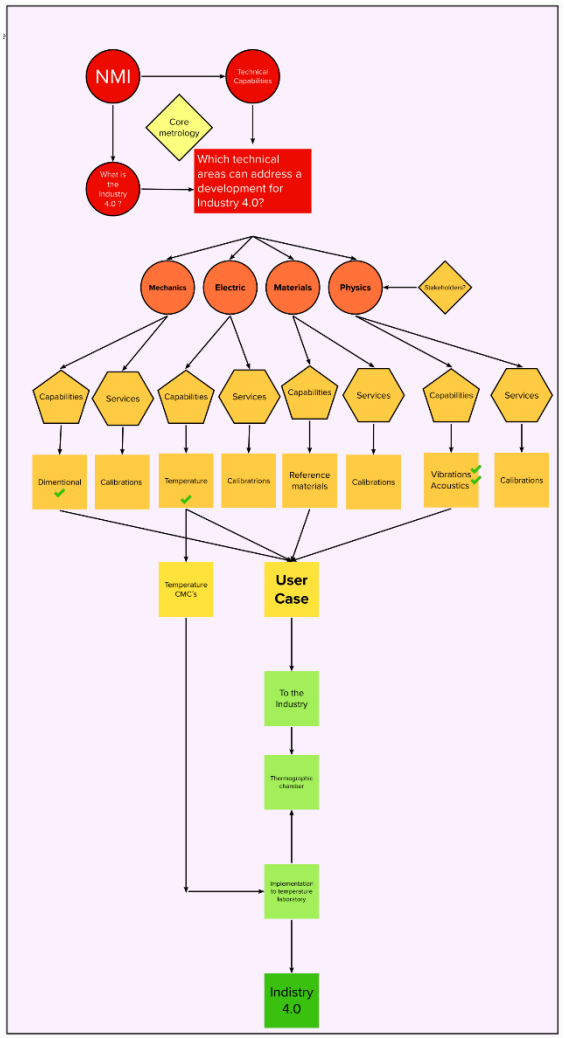 NMI
Technical
Capabilities
Core
metrology
What is
the
Industry
4.0 ?
Which technical
areas can address a
development for
Industry 4.0?
Mechanics
Electric
Materials
Physics
Stakeholders?
Capabilities
Services
Capabilities
Services
Capabilities
Services
Capabilities
Services
Dimentional
Calibrations
Temperature
Calibratrions
Reference
materials
Calibrations
Vibrations
Acoustics
Calibrations
Temperature
CMC´s
User
Case
To the
Industry
Thermographic
chamber
Implementation
to temperature
laboratory
Indistry
4.0